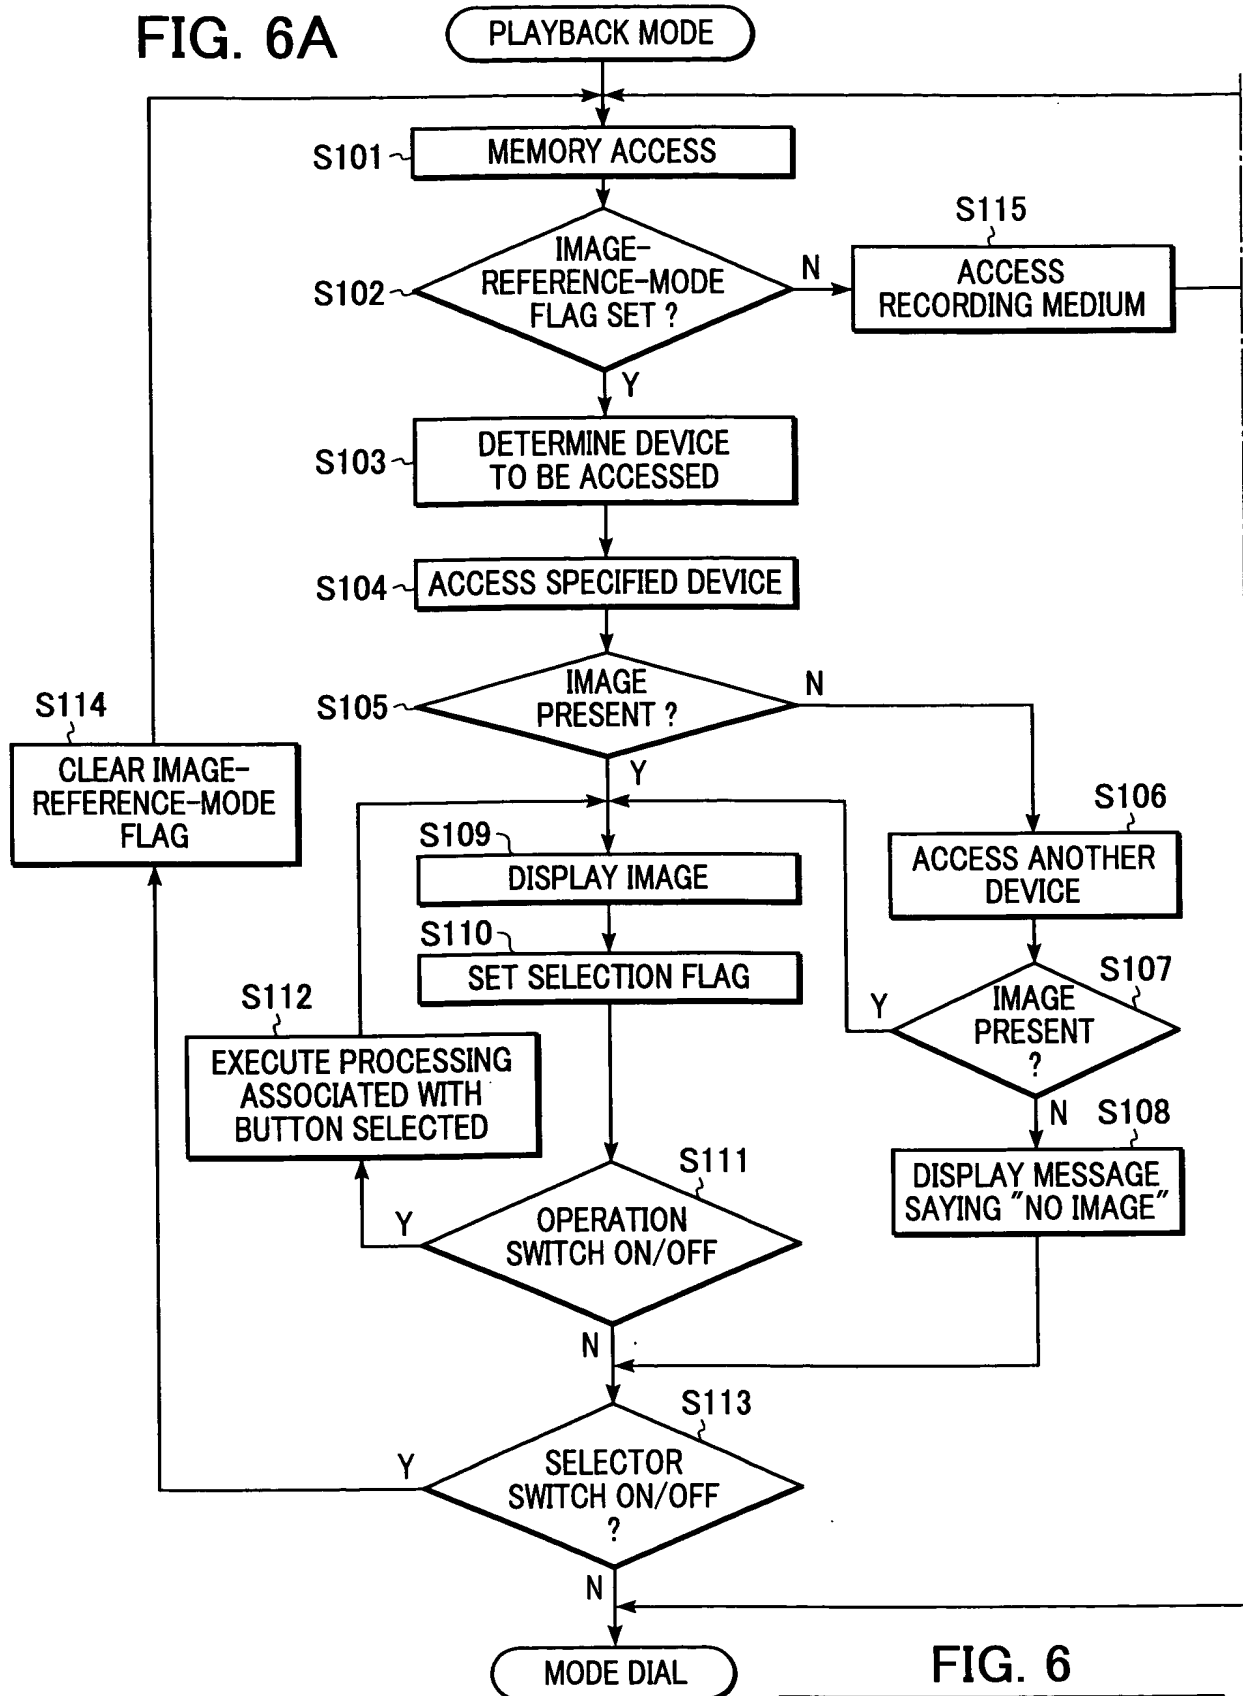 FIG. 6A
PLAYBACK MODE
S101
MEMORY ACCESS
S102
IMAGE-
REFERENCE-MODE
FLAG SET ?
N
Y
S115
ACCESS
RECORDING MEDIUM
S103
DETERMINE DEVICE
TO BE ACCESSED
S104
ACCESS SPECIFIED DEVICE
S105
IMAGE
PRESENT ?
N
Y
S114
CLEAR IMAGE-
REFERENCE-MODE
FLAG
S106
ACCESS ANOTHER
DEVICE
S109
DISPLAY IMAGE
S110
SET SELECTION FLAG
S107
IMAGE
PRESENT
?
Y
N
S112
EXECUTE PROCESSING
ASSOCIATED WITH
BUTTON SELECTED
S108
DISPLAY MESSAGE
SAYING "NO IMAGE"
S111
OPERATION
SWITCH ON/OFF
Y
N
S113
SELECTOR
SWITCH ON/OFF
?
Y
N
MODE DIAL
FIG. 6